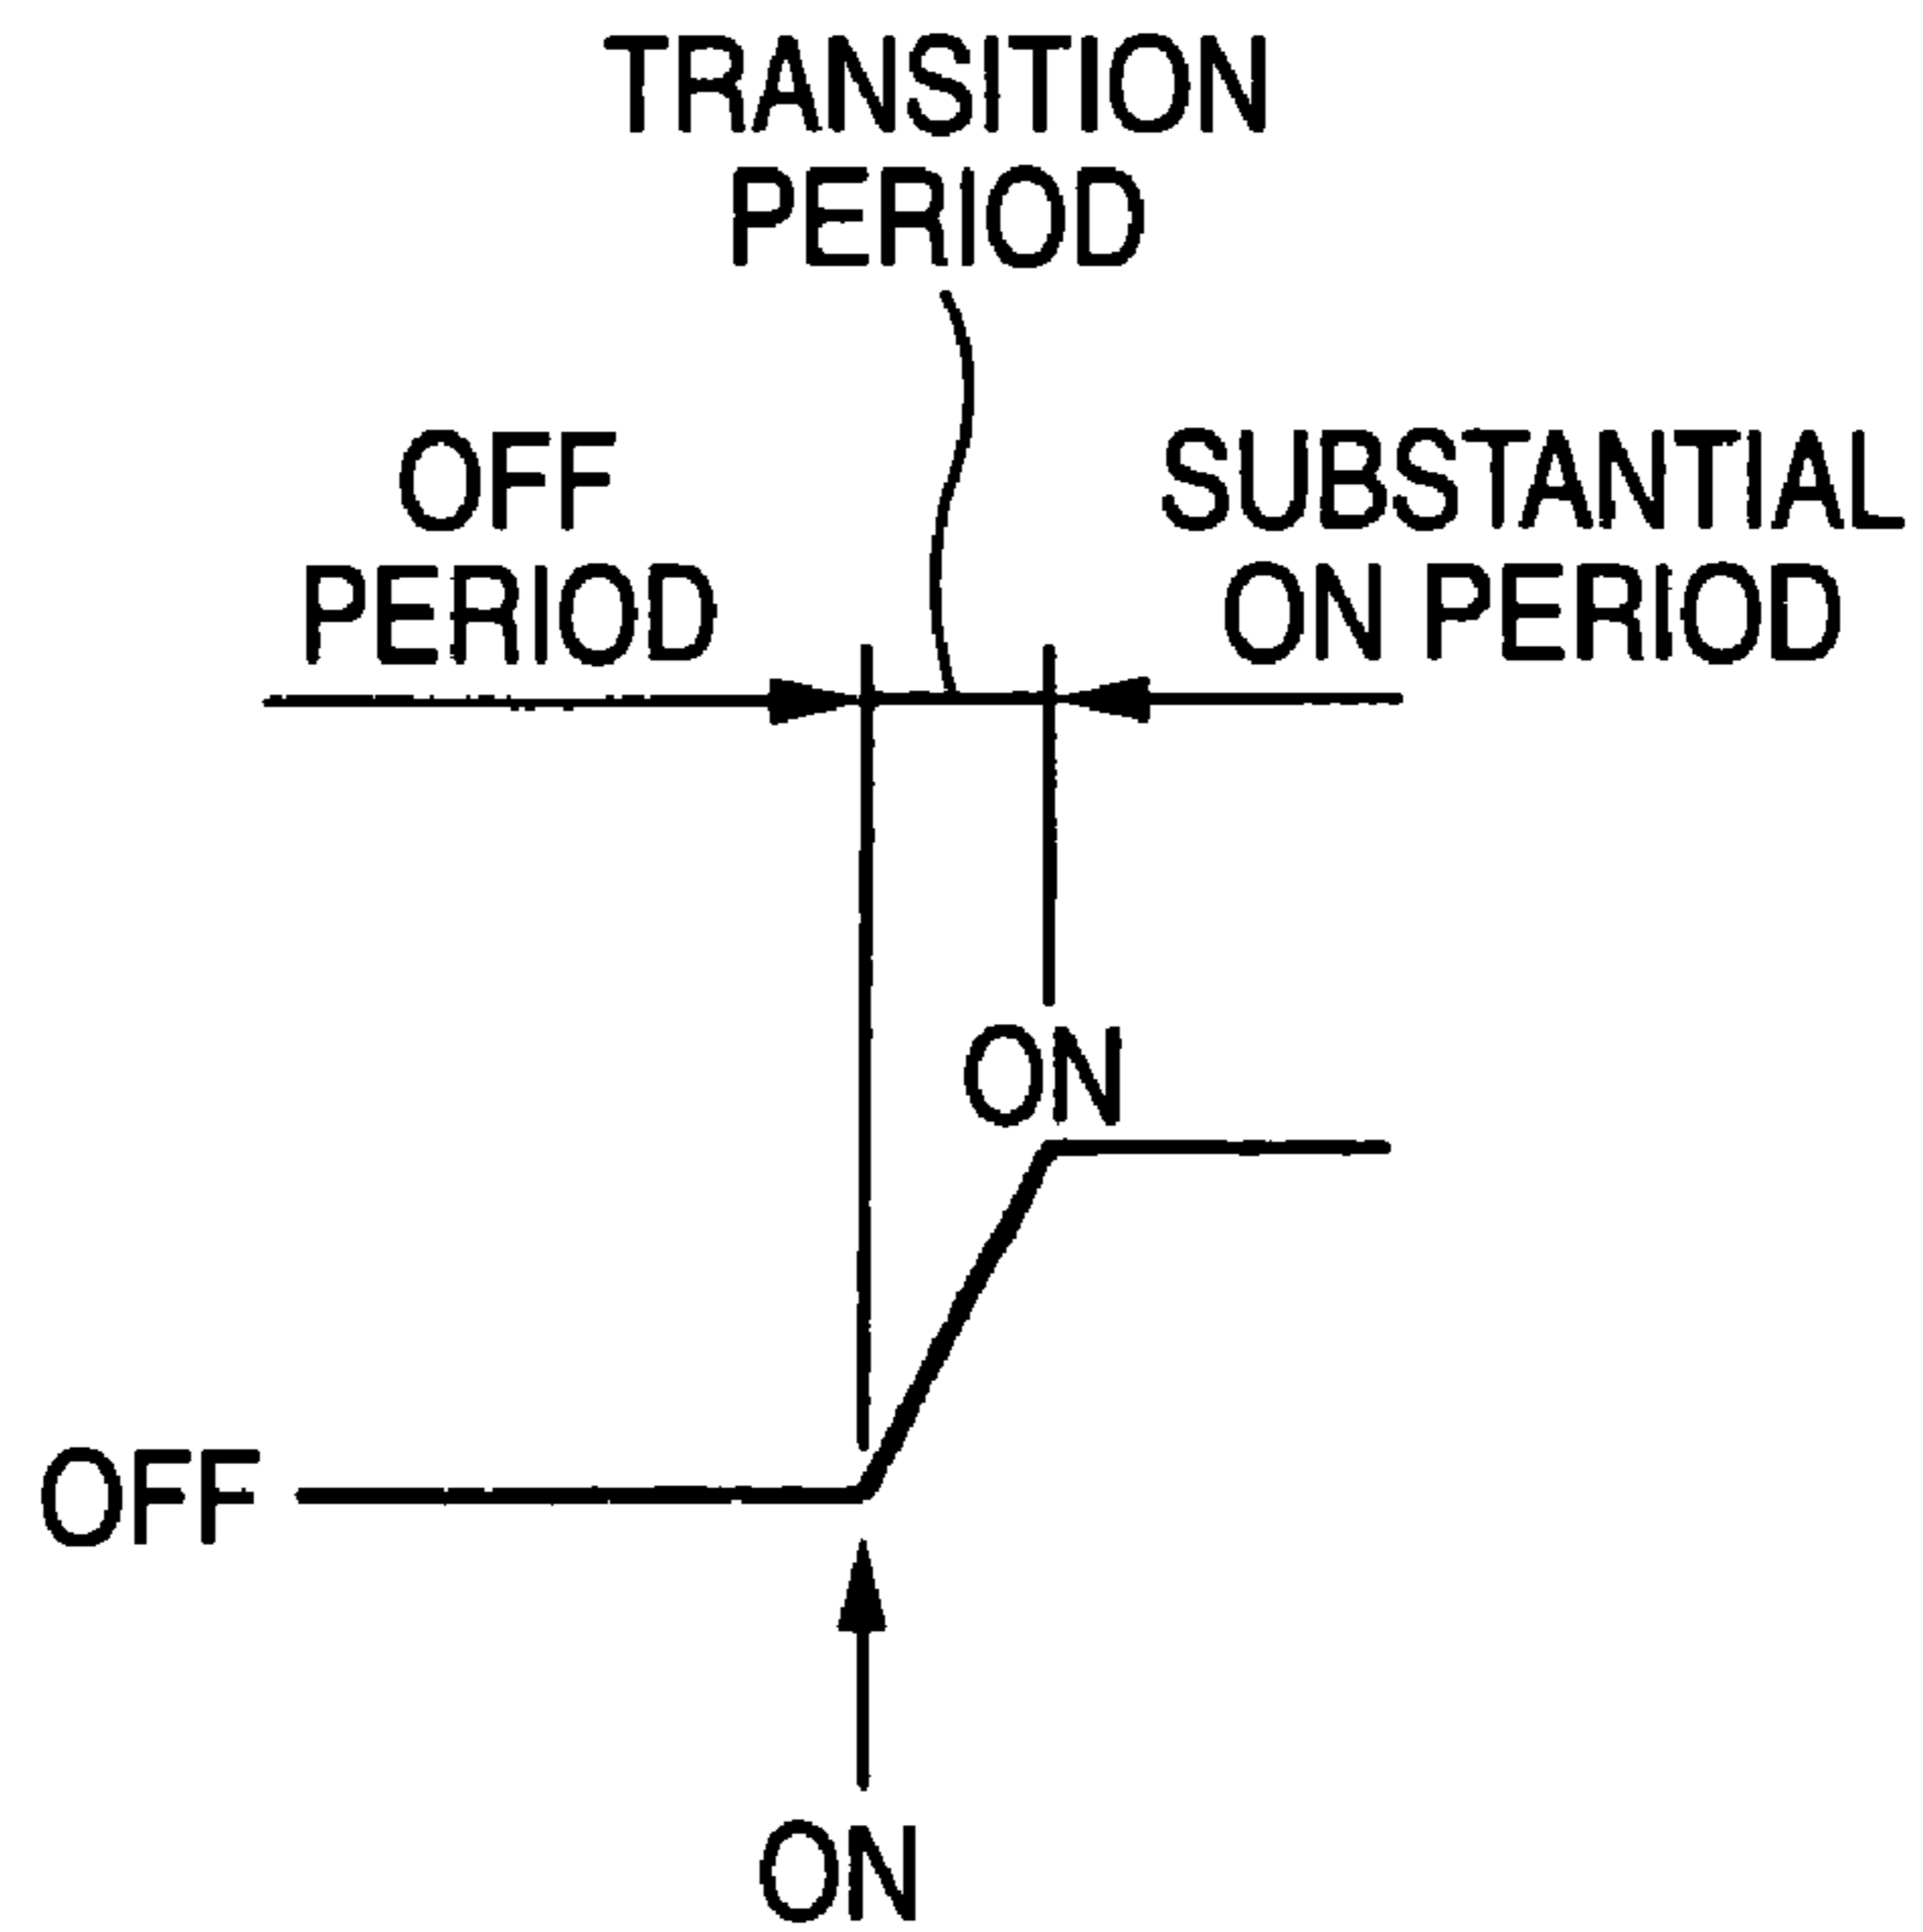 TRANSITION
PERIOD
OFF
PERIOD
SUBSTANTIAL
ON PERIOD
ON
OFF
ON